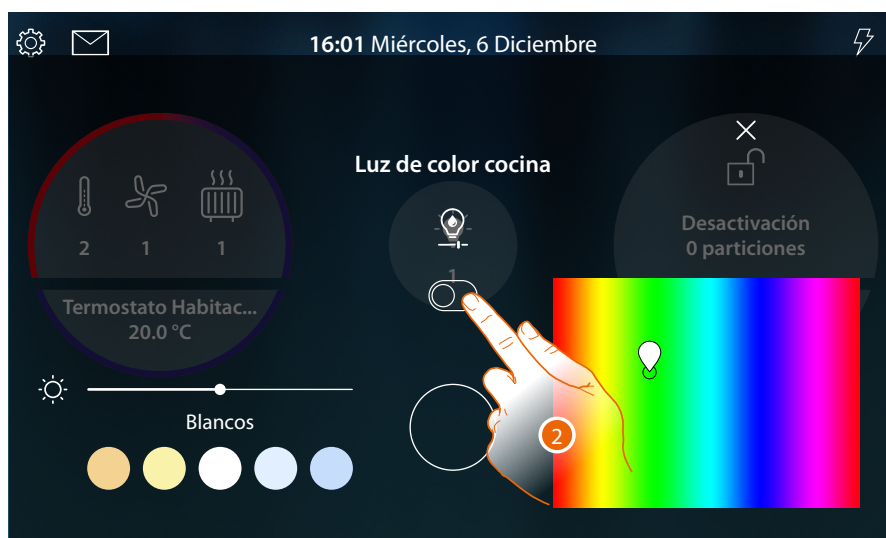 16:01 Miércoles, 6 Diciembre
Luz de color cocina
2 1 1
Termostato Habitac...
20.0 °C
1
Desactivación
0 particiones
Blancos
2